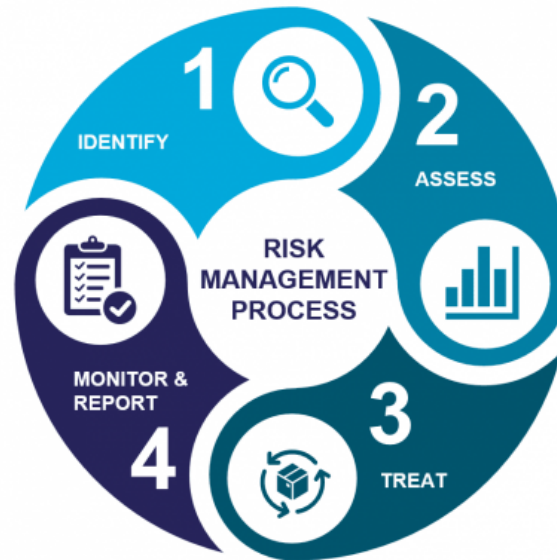 1
IDENTIFY
2
ASSESS
RISK
MANAGEMENT
PROCESS
3
TREAT
MONITOR &
REPORT
4